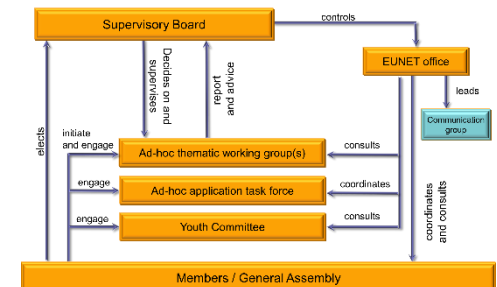 controls
Supervisory Board
EUNET office
Decides on and
supervises
report
and advice
leads
Communication
group
elects
initiate
and engage
Ad-hoc thematic working group(s)
consults
engage
Ad-hoc application task force
coordinates
engage
Youth Committee
consults
coordinates
and consults
Members / General Assembly